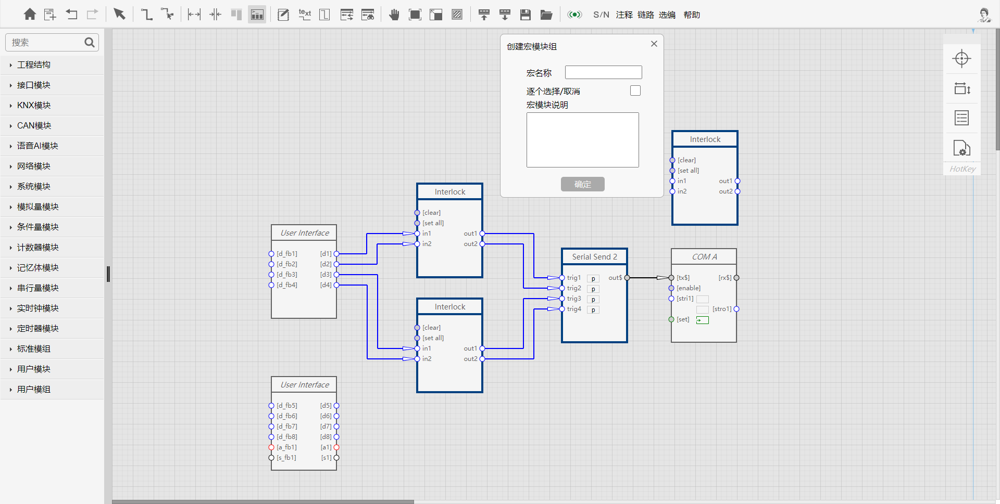 text
S/N 注释 链路 选编 帮助
搜索
工程结构
接口模块
KNX模块
CAN模块
语音AI模块
网络模块
系统模块
模拟量模块
条件量模块
计数器模块
记忆体模块
串行量模块
实时钟模块
定时器模块
标准模组
用户模块
用户模组
创建宏模块组
宏名称
逐个选择/取消
宏模块说明
确定
HotKey
Interlock
[clear]
[set all]
in1 out1
in2 out2
Interlock
[clear]
[set all]
in1 out1
in2 out2
User Interface
[d_fb1] [d1]
[d_fb2] [d2]
[d_fb3] [d3]
[d_fb4] [d4]
Serial Send 2
trig1 p out$
trig2 p
trig3 p
trig4 p
COM A
[tx$] [rx$]
[enable]
[stri1]
[stro1]
[set]
Interlock
[clear]
[set all]
in1 out1
in2 out2
User Interface
[d_fb5] [d5]
[d_fb6] [d6]
[d_fb7] [d7]
[d_fb8] [d8]
[a_fb1] [a1]
[s_fb1] [s1]